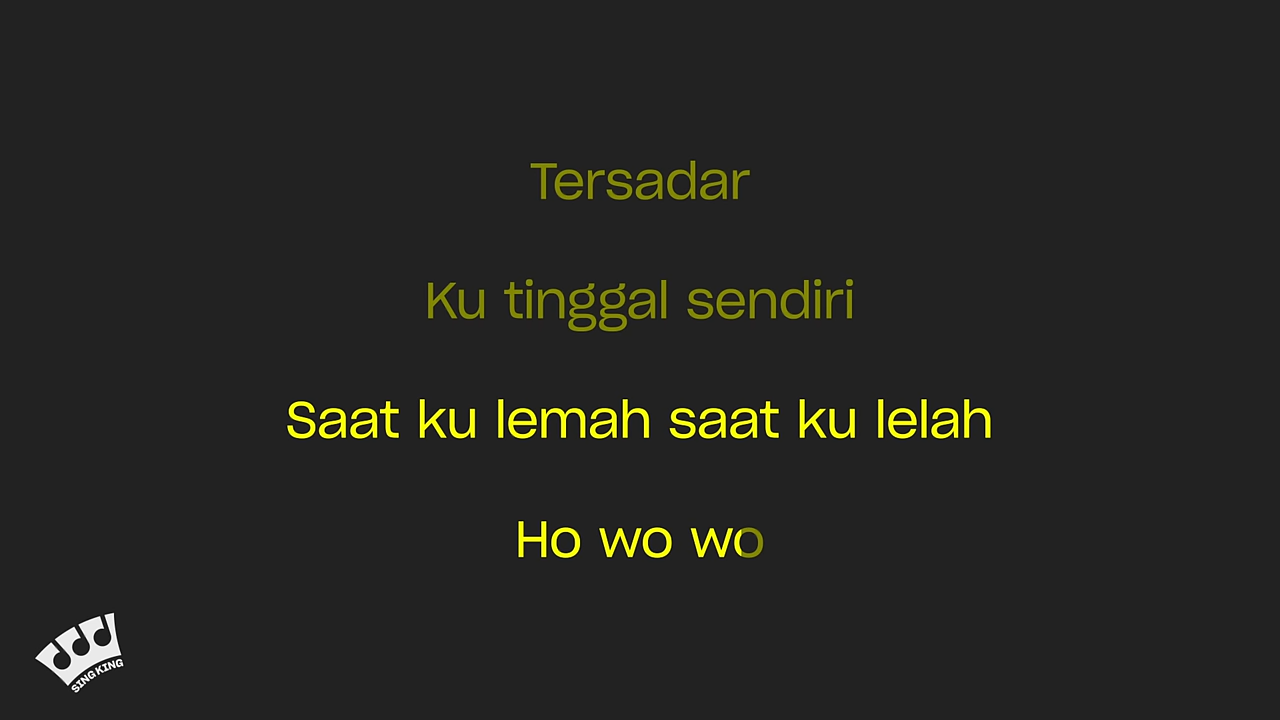 Tersadar
Ku tinggal sendiri
Saat ku lemah saat ku lelah
Ho wo wo
SING KING